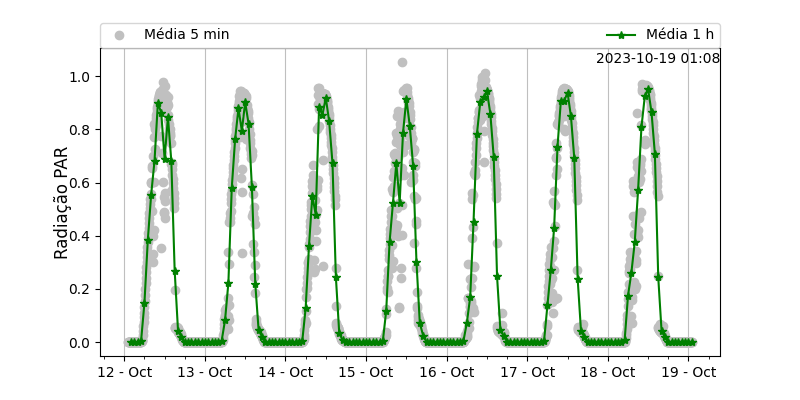 Média 5 min
Média 1 h
2023-10-19 01:08
Radiação PAR
1.0
0.8
0.6
0.4
0.2
0.0
12 - Oct
13 - Oct
14 - Oct
15 - Oct
16 - Oct
17 - Oct
18 - Oct
19 - Oct